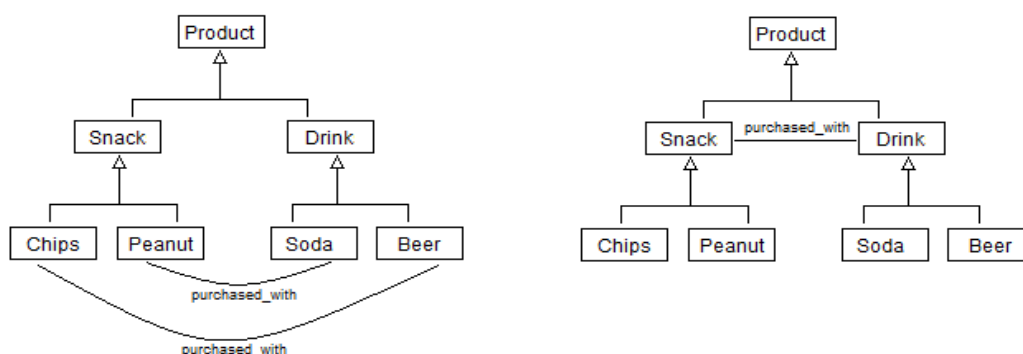 Product
Snack
Drink
Chips
Peanut
Soda
Beer
purchased_with
purchased_with
Product
Snack
purchased_with
Drink
Chips
Peanut
Soda
Beer